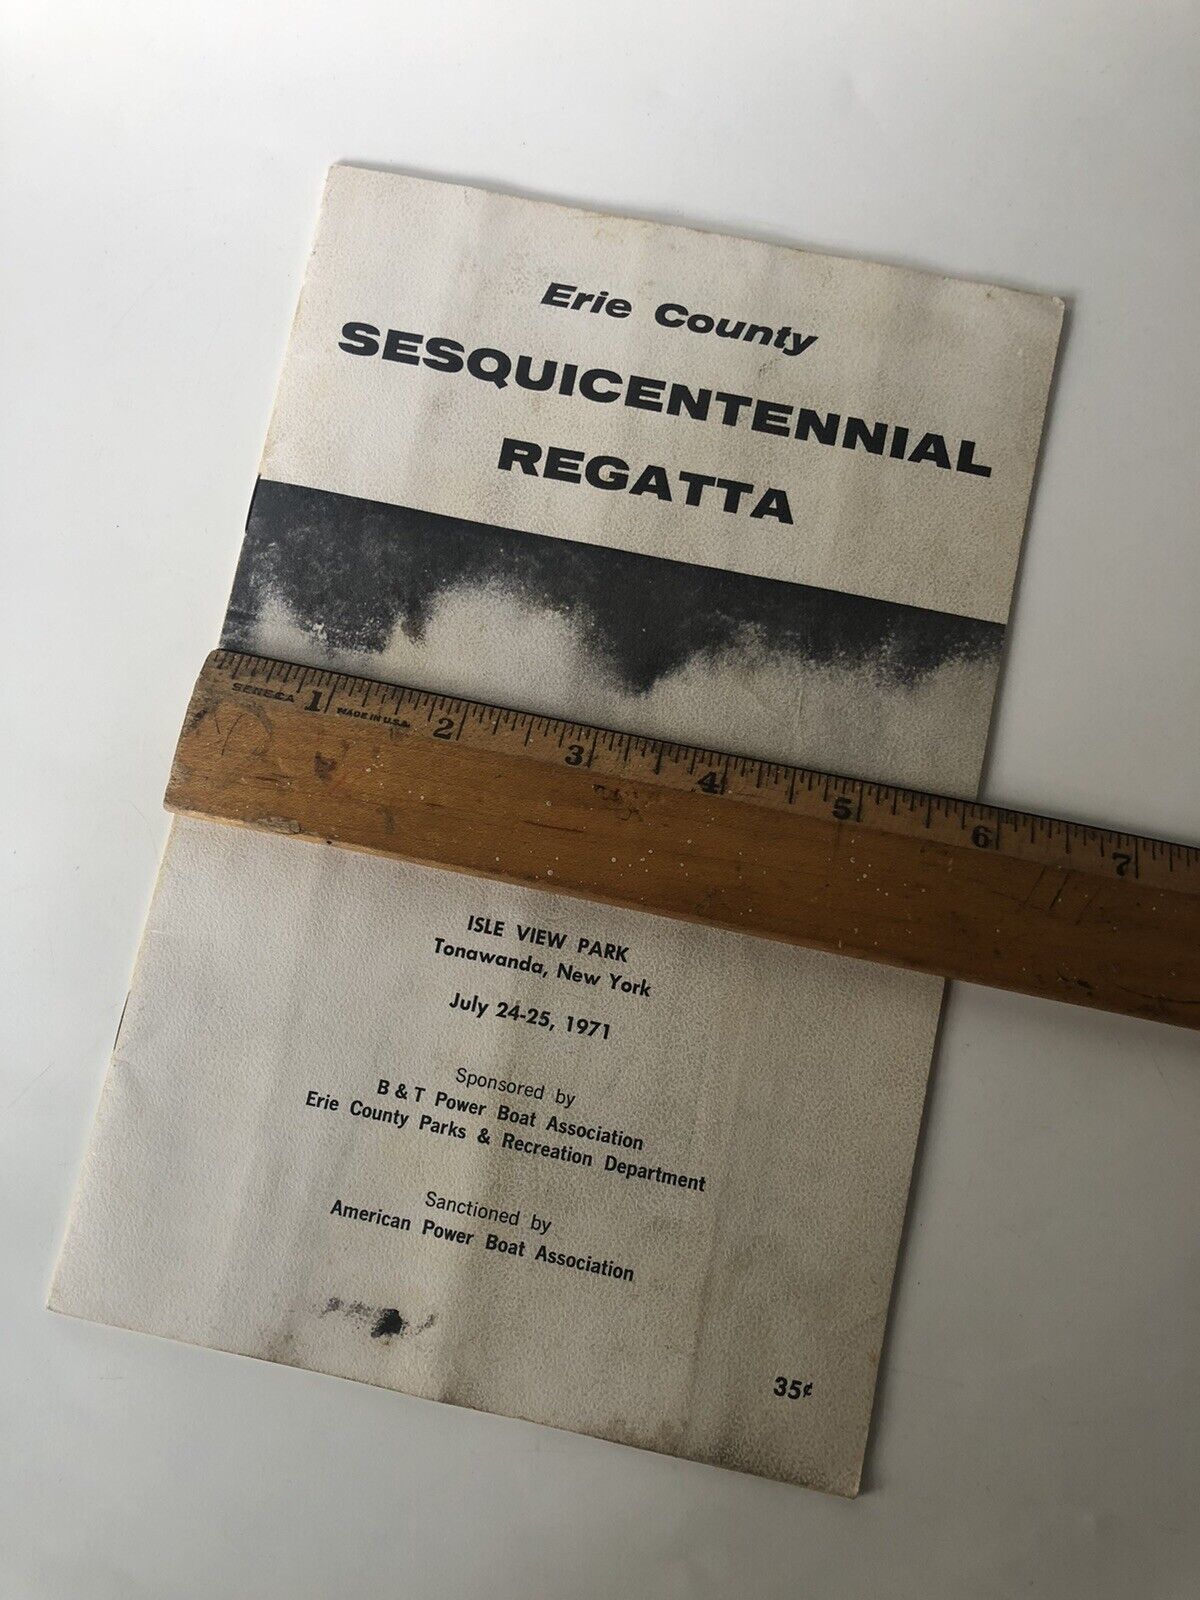 Erie County
SESQUICENTENNIAL
REGATTA
SENECA
MADE IN U.S.A.
1 2 3 4 5 6 7
ISLE VIEW PARK
Tonawanda, New York
July 24-25, 1971
Sponsored by
B & T Power Boat Association
Erie County Parks & Recreation Department
Sanctioned by
American Power Boat Association
35¢